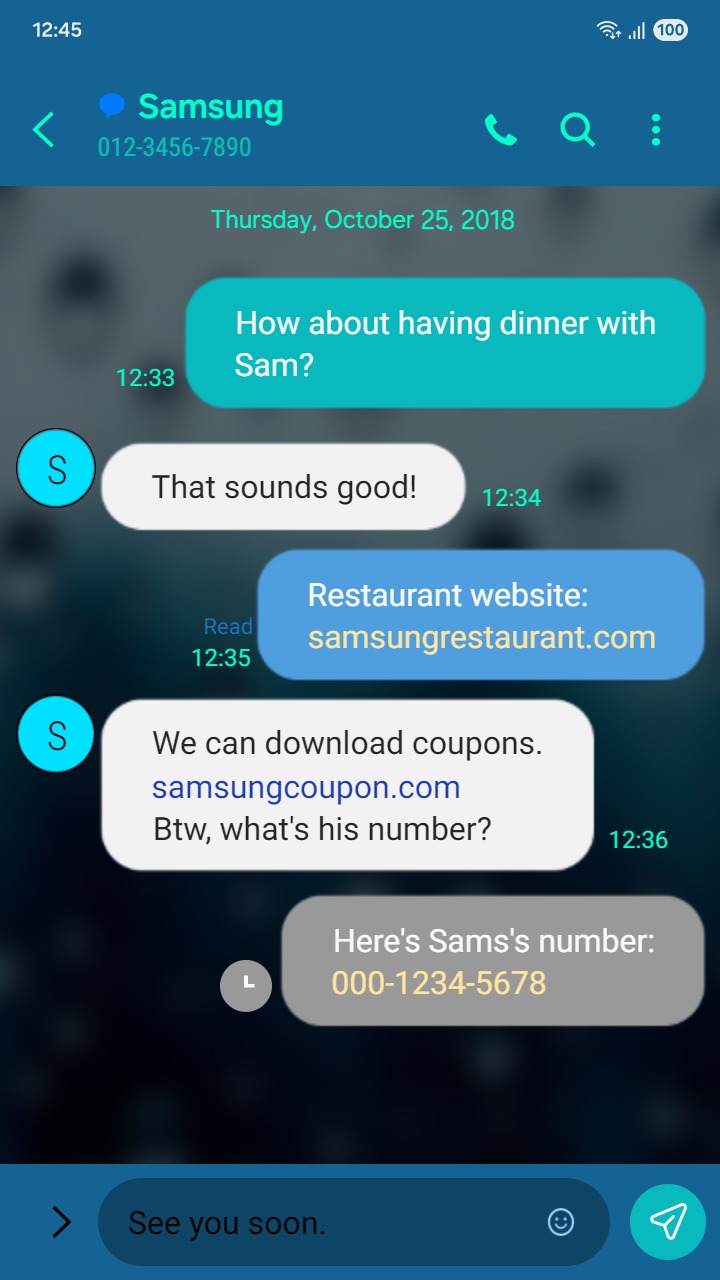 12:45
100
Samsung
012-3456-7890
Thursday, October 25, 2018
How about having dinner with
Sam?
12:33
S
That sounds good!
12:34
Restaurant website:
samsungrestaurant.com
Read
12:35
S
We can download coupons.
samsungcoupon.com
Btw, what's his number?
12:36
Here's Sams's number:
000-1234-5678
See you soon.